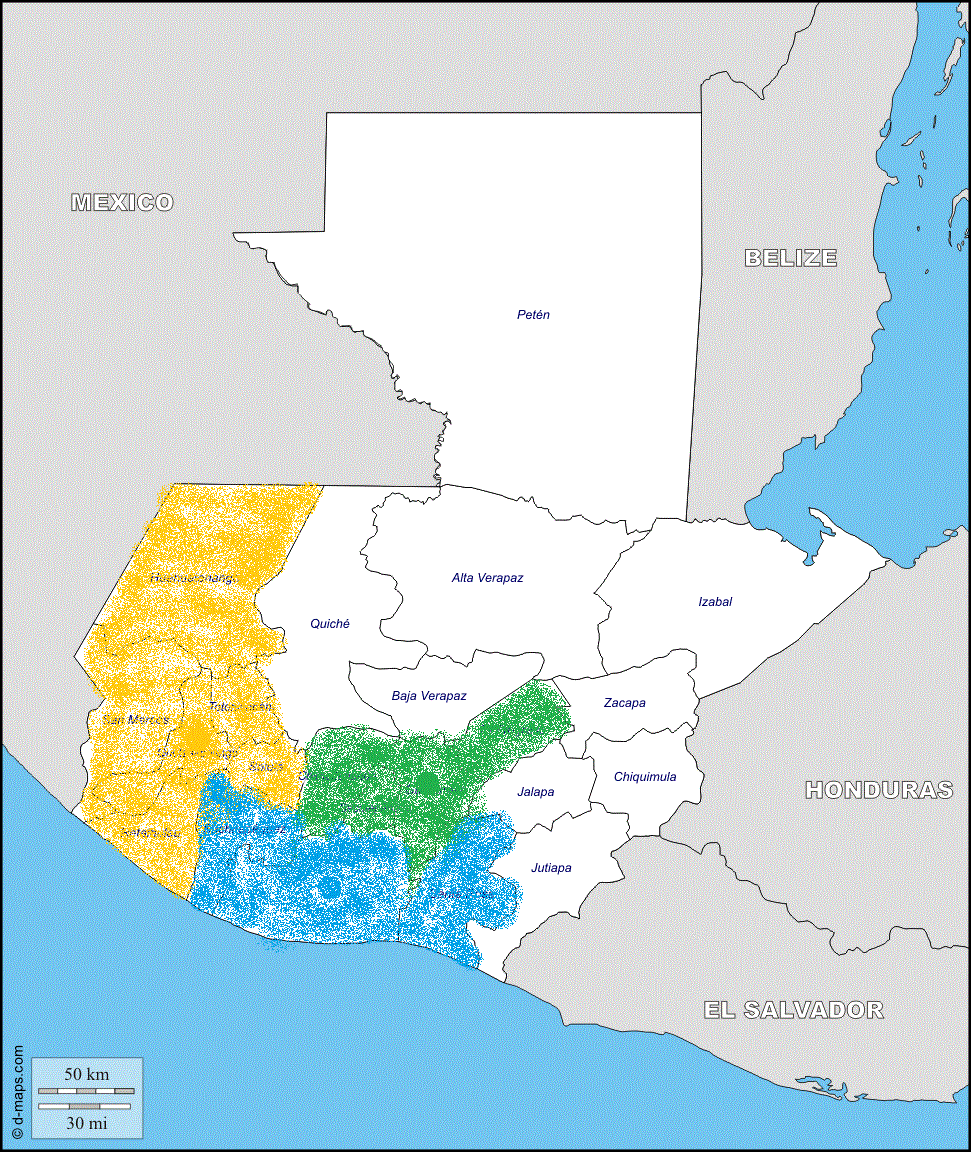 MEXICO
BELIZE
Petén
Huehuetenango
Alta Verapaz
Izabal
Quiché
Baja Verapaz
Zacapa
Totonicapán
San Marcos
Quetzaltenango
Sololá
Chiquimula
Jalapa
HONDURAS
Retalhuleu
Jutiapa
EL SALVADOR
50 km
30 mi
© d-maps.com